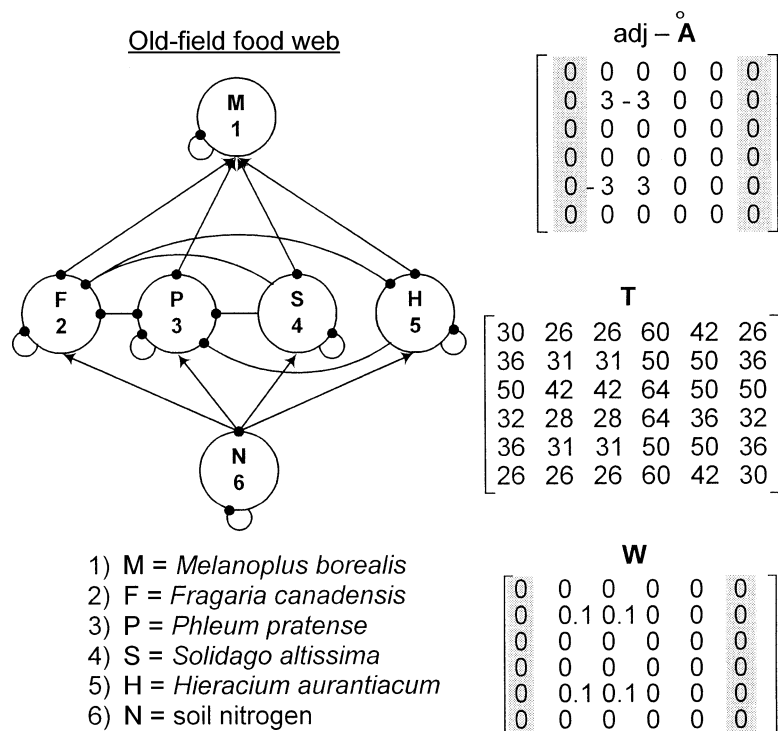 Old-field food web
M
1
F
2
P
3
S
4
H
5
N
6
1) M = Melanoplus borealis
2) F = Fragaria canadensis
3) P = Phleum pratense
4) S = Solidago altissima
5) H = Hieracium aurantiacum
6) N = soil nitrogen
adj – Å
0 0 0 0 0 0
0 3 -3 0 0 0
0 0 0 0 0 0
0 0 0 0 0 0
0 -3 3 0 0 0
0 0 0 0 0 0
T
30 26 26 60 42 26
36 31 31 50 50 36
50 42 42 64 50 50
32 28 28 64 36 32
36 31 31 50 50 36
26 26 26 60 42 30
W
0 0 0 0 0 0
0 0.1 0.1 0 0 0
0 0 0 0 0 0
0 0 0 0 0 0
0 0.1 0.1 0 0 0
0 0 0 0 0 0